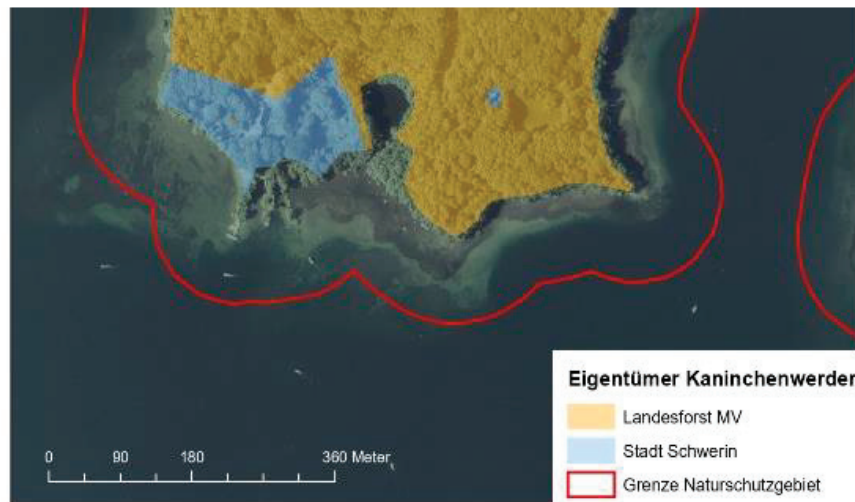 Eigentümer Kaninchenwerder
Landesforst MV
Stadt Schwerin
Grenze Naturschutzgebiet
0 90 180 360 Meter